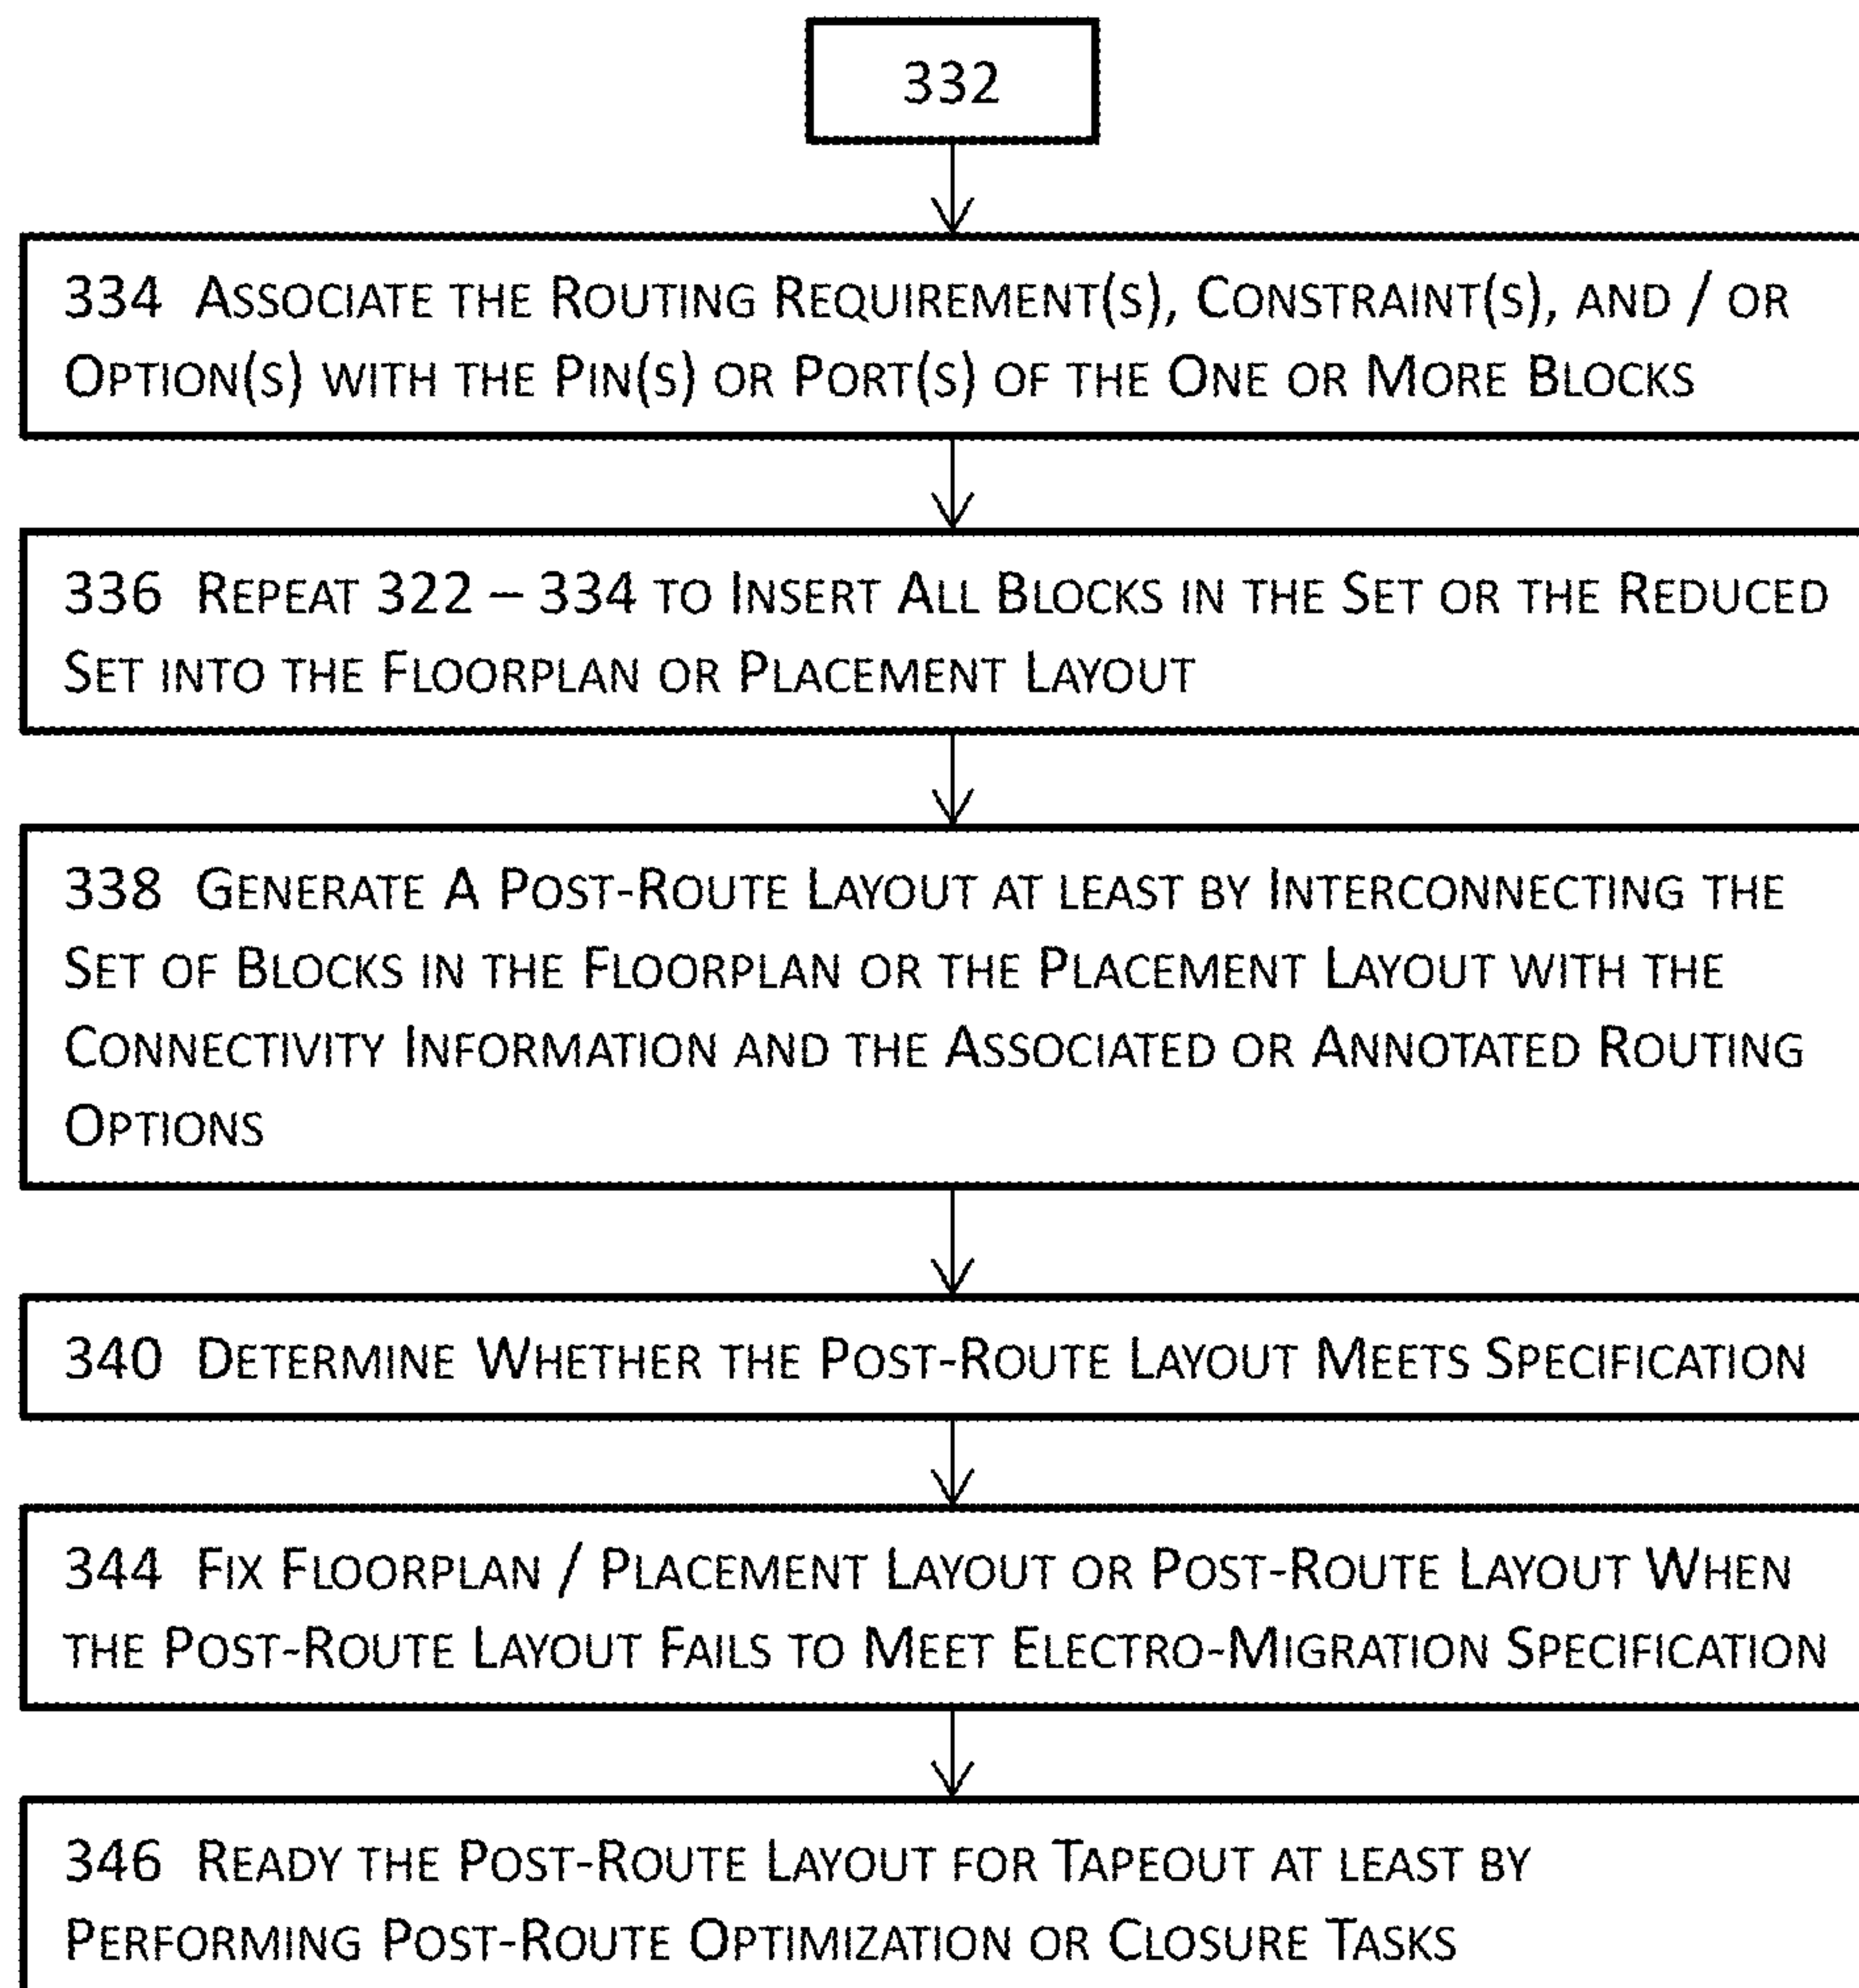 332
334 Associate the Routing Requirement(s), Constraint(s), and / or
Option(s) with the Pin(s) or Port(s) of the One or More Blocks
336 Repeat 322 – 334 to Insert All Blocks in the Set or the Reduced
Set into the Floorplan or Placement Layout
338 Generate A Post-Route Layout at least by Interconnecting the
Set of Blocks in the Floorplan or the Placement Layout with the
Connectivity Information and the Associated or Annotated Routing
Options
340 Determine Whether the Post-Route Layout Meets Specification
344 Fix Floorplan / Placement Layout or Post-Route Layout When
the Post-Route Layout Fails to Meet Electro-Migration Specification
346 Ready the Post-Route Layout for Tapeout at least by
Performing Post-Route Optimization or Closure Tasks